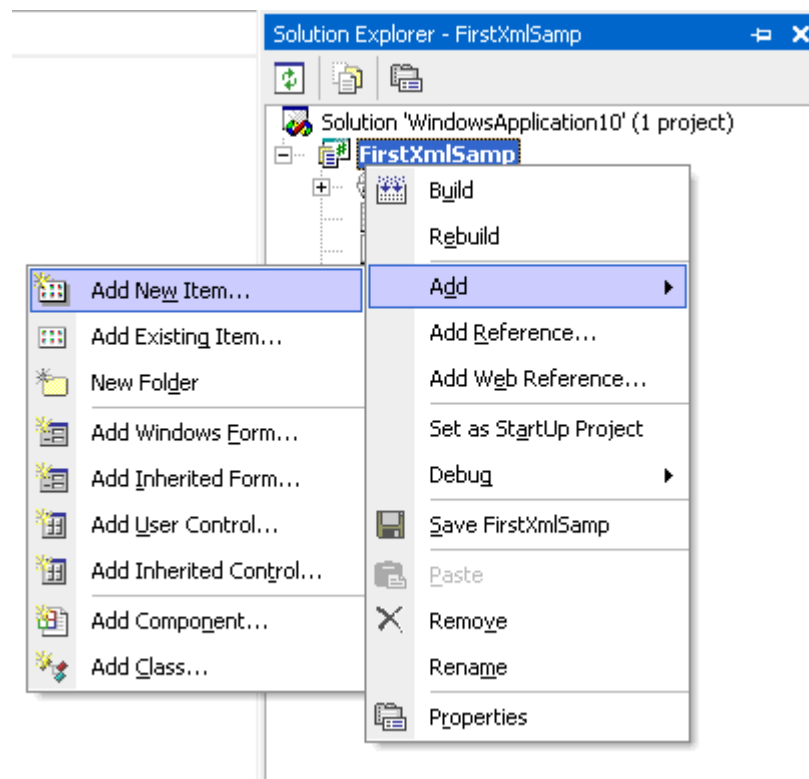 Solution Explorer - FirstXmlSamp
Solution 'WindowsApplication10' (1 project)
FirstXmlSamp
Build
Rebuild
Add
Add Reference...
Add Web Reference...
Set as StartUp Project
Debug
Save FirstXmlSamp
Paste
Remove
Rename
Properties
Add New Item...
Add Existing Item...
New Folder
Add Windows Form...
Add Inherited Form...
Add User Control...
Add Inherited Control...
Add Component...
Add Class...